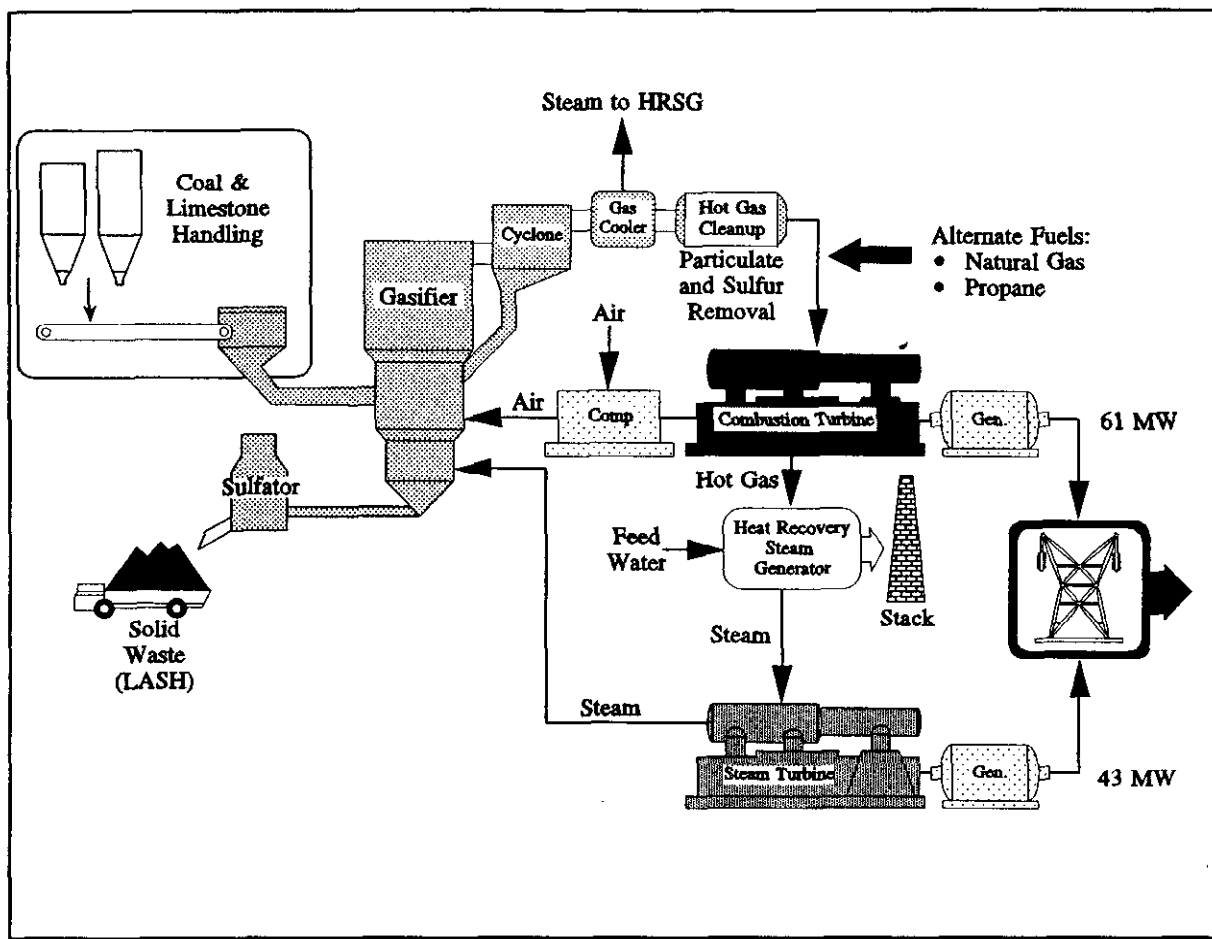 Steam to HRSG
Coal &
Limestone
Handling
Gas
Cooler
Hot Gas
Cleanup
Cyclone
Alternate Fuels:
• Natural Gas
• Propane
Particulate
and Sulfur
Removal
Gasifier
Air
Air
Comp
Combustion Turbine
Gen.
61 MW
Hot Gas
Sulfator
Feed
Water
Heat Recovery
Steam
Generator
Stack
Solid
Waste
(LASH)
Steam
Steam
Steam Turbine
Gen.
43 MW